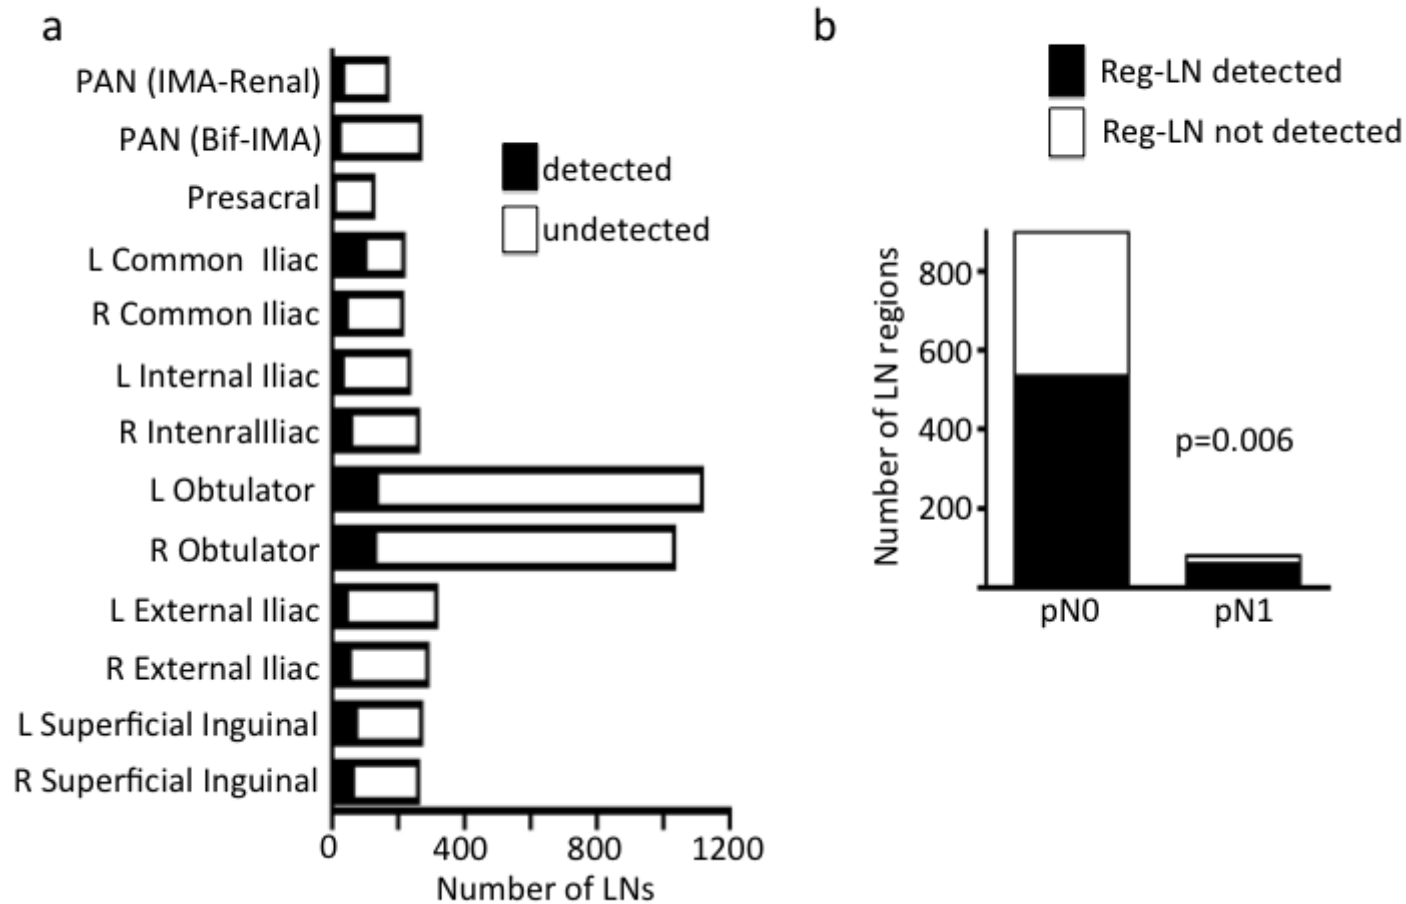 a
PAN (IMA-Renal)
PAN (Bif-IMA)
Presacral
L Common Iliac
R Common Iliac
L Internal Iliac
R IntenralIliac
L Obtulator
R Obtulator
L External Iliac
R External Iliac
L Superficial Inguinal
R Superficial Inguinal
detected
undetected
0 400 800 1200
Number of LNs
b
Reg-LN detected
Reg-LN not detected
Number of LN regions
800
600
400
200
p=0.006
pN0 pN1